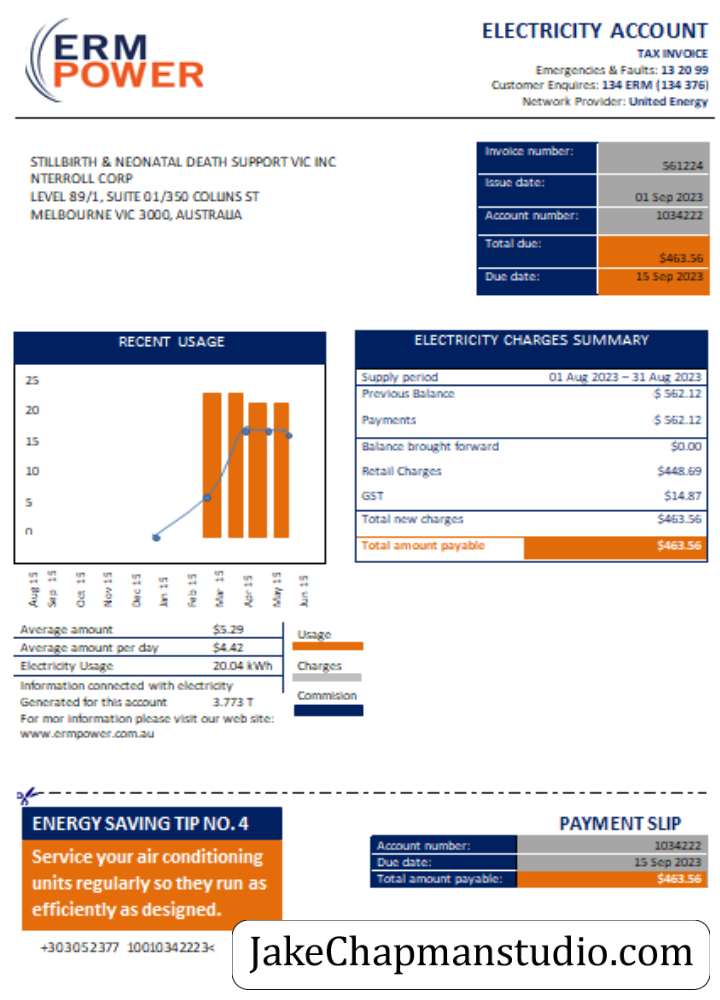 ERM
POWER
ELECTRICITY ACCOUNT
TAX INVOICE
Emergencies & Faults: 13 20 99
Customer Enquires: 134 ERM (134 376)
Network Provider: United Energy
STILLBIRTH & NEONATAL DEATH SUPPORT VIC INC
NTERROLL CORP
LEVEL 89/1, SUITE 01/350 COLLINS ST
MELBOURNE VIC 3000, AUSTRALIA
Invoice number: 561224
Issue date: 01 Sep 2023
Account number: 1034222
Total due: $463.56
Due date: 15 Sep 2023
RECENT USAGE
25
20
15
10
5
0
Aug 15 Sep 15 Oct 15 Nov 15 Dec 15 Jan 15 Feb 15 Mar 15 Apr 15 May 15 Jun 15
ELECTRICITY CHARGES SUMMARY
Supply period 01 Aug 2023 – 31 Aug 2023
Previous Balance $ 562.12
Payments $ 562.12
Balance brought forward $0.00
Retail Charges $448.69
GST $14.87
Total new charges $463.56
Total amount payable $463.56
Average amount $5.29
Average amount per day $4.42
Electricity Usage 20.04 kWh
Information connected with electricity
Generated for this account 3.773 T
For mor information please visit our web site:
www.ermpower.com.au
Usage
Charges
Commision
ENERGY SAVING TIP NO. 4
Service your air conditioning
units regularly so they run as
efficiently as designed.
PAYMENT SLIP
Account number: 1034222
Due date: 15 Sep 2023
Total amount payable: $463.56
+303052377 10010342223<
JakeChapmanstudio.com